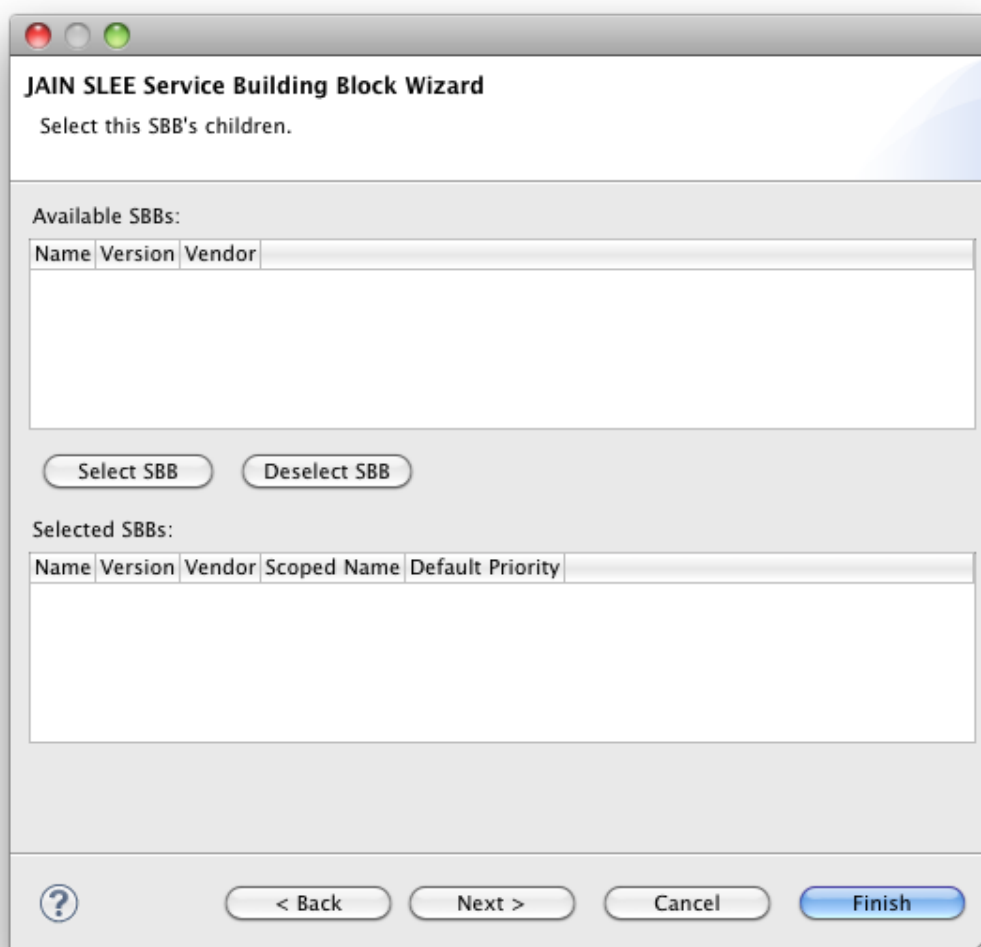 JAIN SLEE Service Building Block Wizard
Select this SBB's children.
Available SBBs:
Name Version Vendor
Select SBB Deselect SBB
Selected SBBs:
Name Version Vendor Scoped Name Default Priority
? < Back Next > Cancel Finish